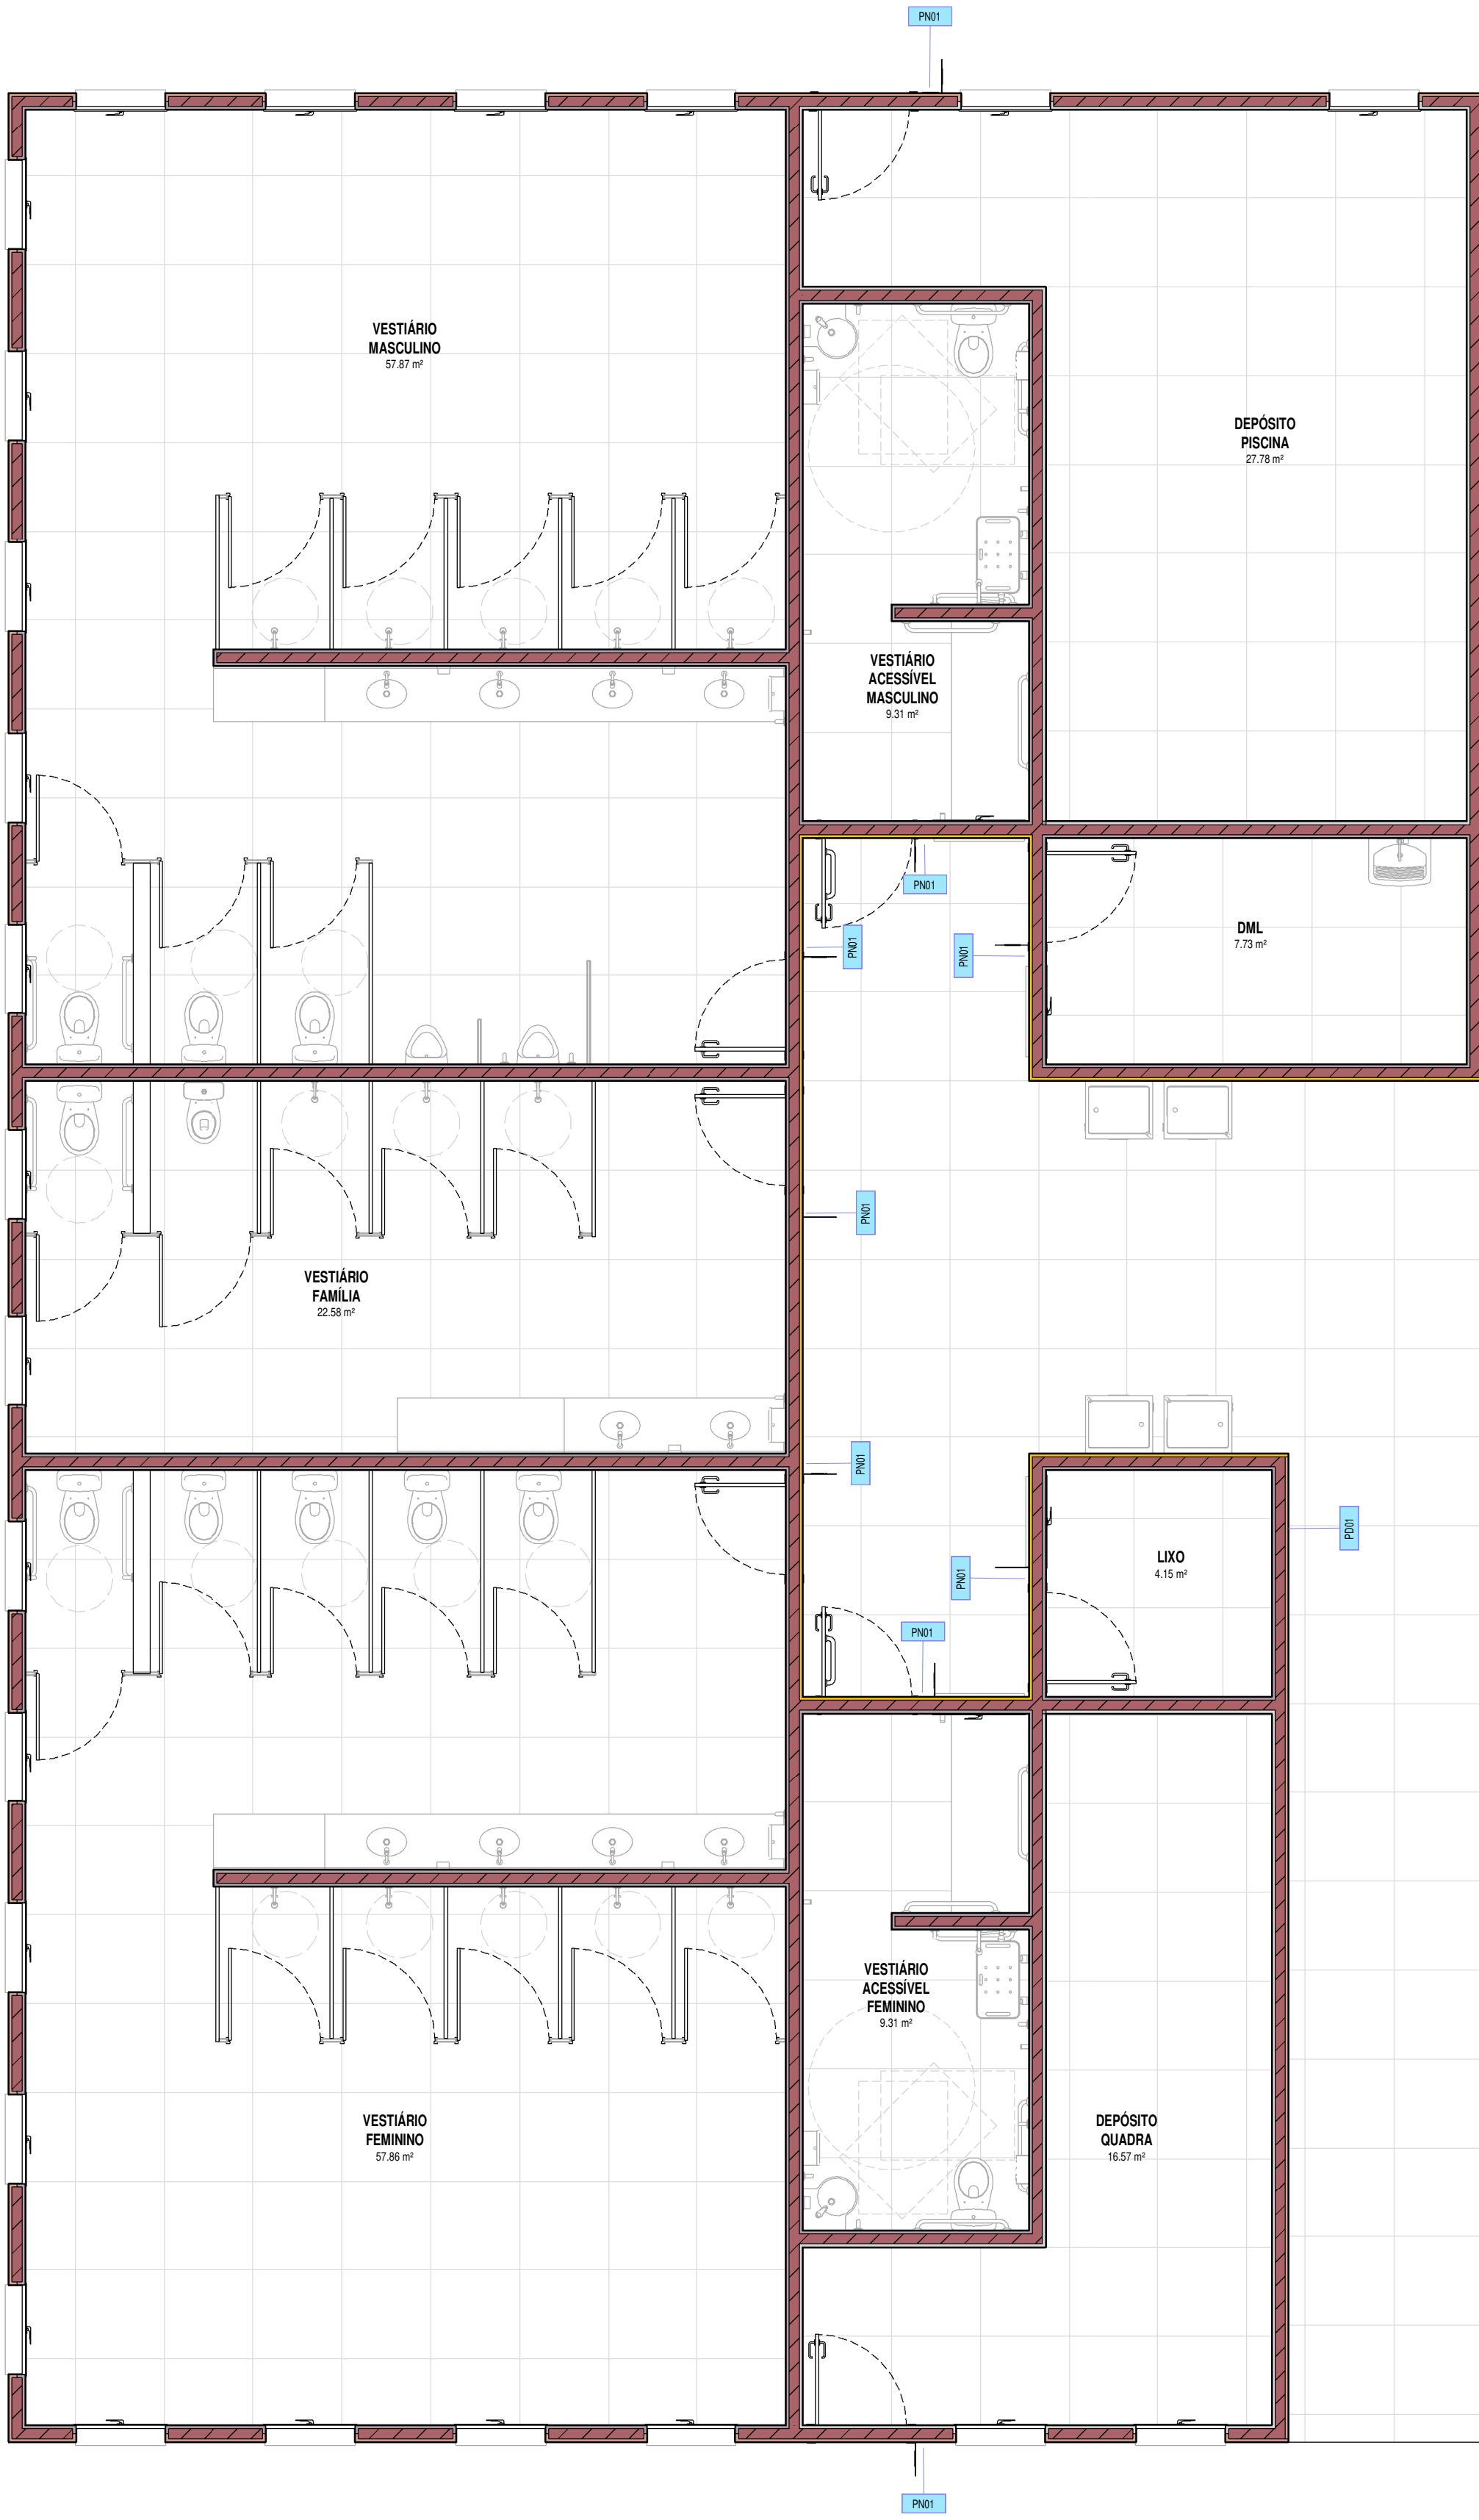 PN01
VESTIÁRIO
MASCULINO
57.87 m²
DEPÓSITO
PISCINA
27.78 m²
VESTIÁRIO
ACESSÍVEL
MASCULINO
9.31 m²
PN01
PN01
PN01
DML
7.73 m²
PN01
VESTIÁRIO
FAMÍLIA
22.58 m²
PN01
PD01
PN01
LIXO
4.15 m²
PN01
VESTIÁRIO
ACESSÍVEL
FEMININO
9.31 m²
VESTIÁRIO
FEMININO
57.86 m²
DEPÓSITO
QUADRA
16.57 m²
PN01